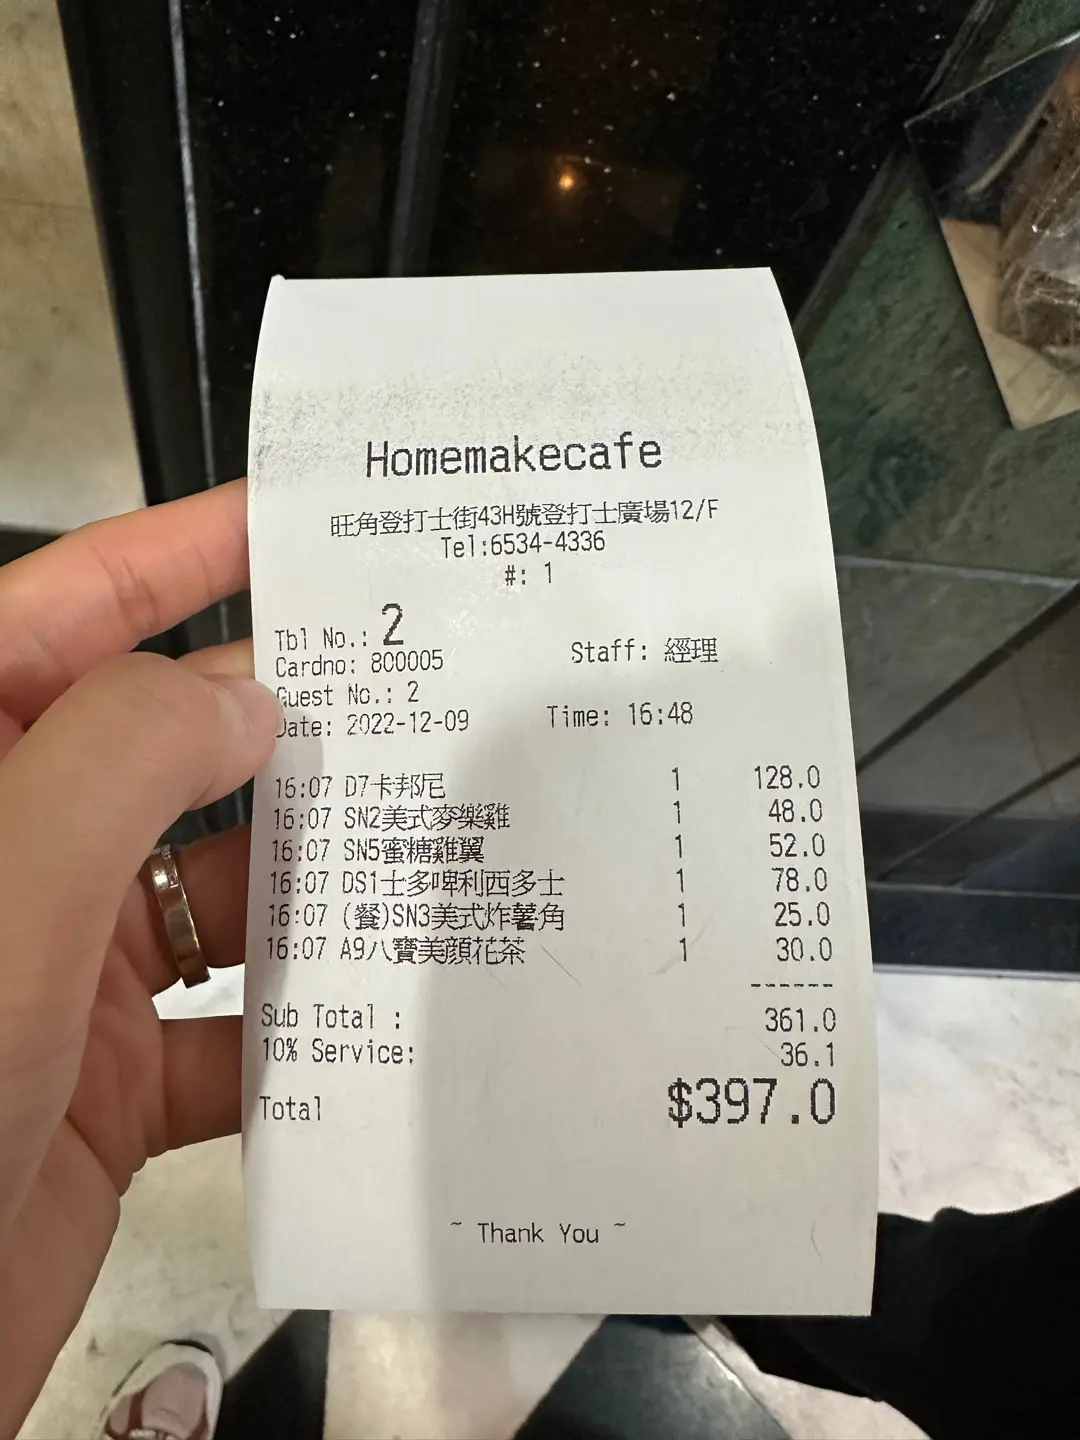 Homemakecafe
旺角登打士街43H號登打士廣場12/F
Tel:6534-4336
#: 1
Tbl No.: 2
Cardno: 800005 Staff: 經理
Guest No.: 2
Date: 2022-12-09 Time: 16:48
16:07 D7卡邦尼 1 128.0
16:07 SN2美式麥樂雞 1 48.0
16:07 SN5蜜糖雞翼 1 52.0
16:07 DS1士多啤利西多士 1 78.0
16:07 (餐)SN3美式炸薯角 1 25.0
16:07 A9八寶美顏花茶 1 30.0
------
Sub Total : 361.0
10% Service: 36.1
Total $397.0
~ Thank You ~